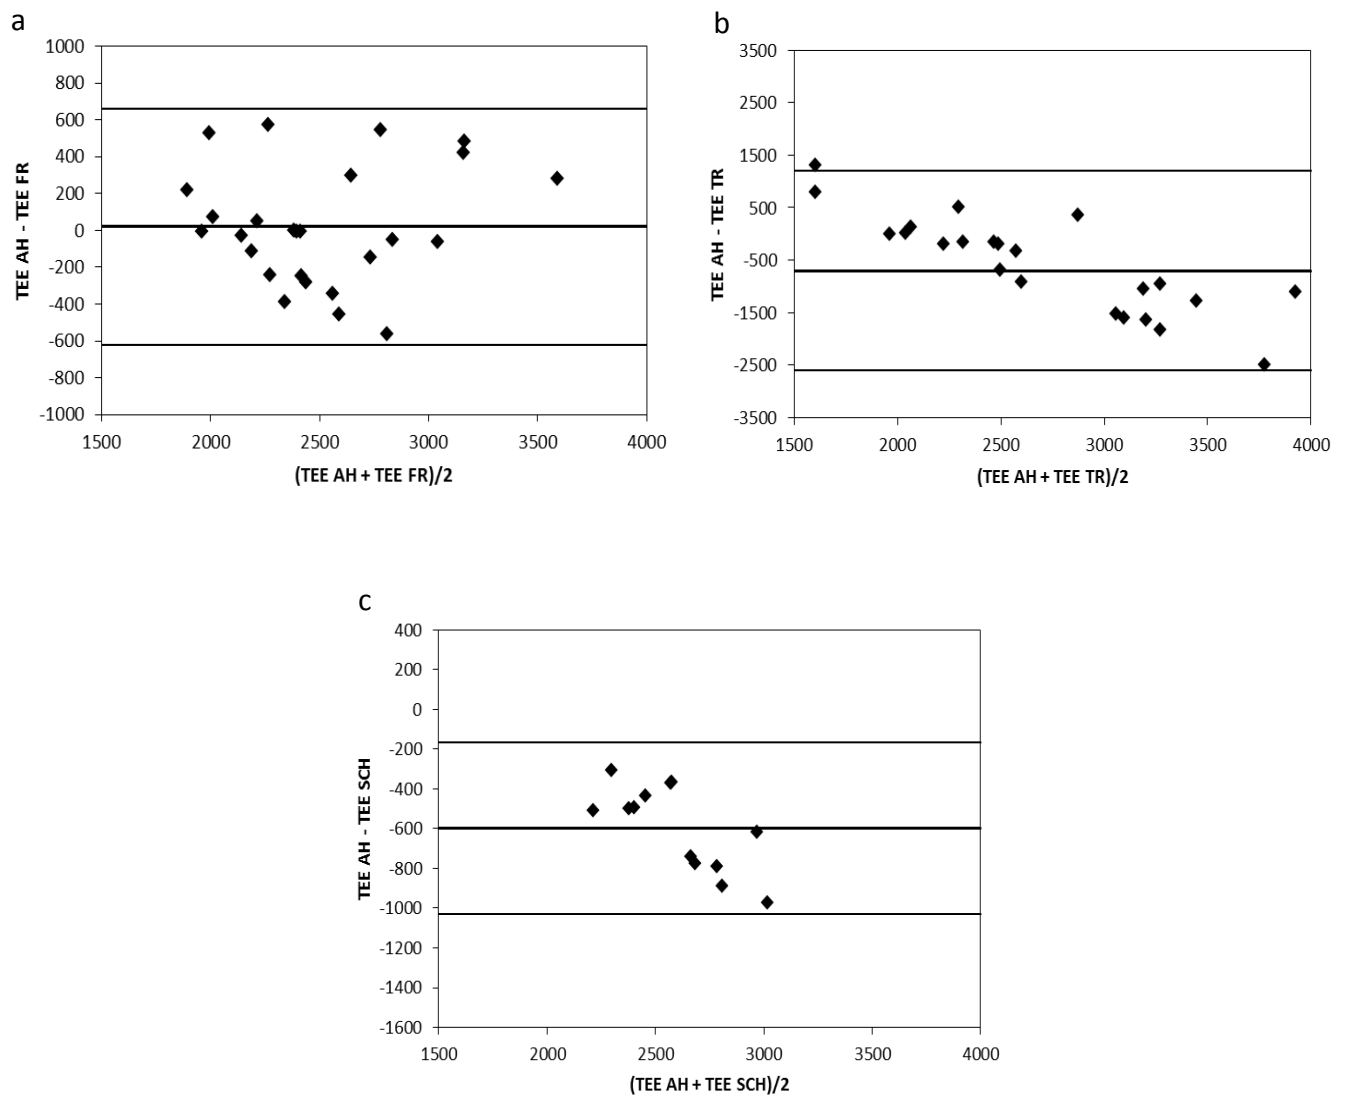 a
1000
800
600
400
200
0
-200
-400
-600
-800
-1000
TEE AH - TEE FR
1500 2000 2500 3000 3500 4000
(TEE AH + TEE FR)/2
b
3500
2500
1500
500
-500
-1500
-2500
-3500
TEE AH - TEE TR
1500 2000 2500 3000 3500 4000
(TEE AH + TEE TR)/2
c
400
200
0
-200
-400
-600
-800
-1000
-1200
-1400
-1600
TEE AH - TEE SCH
1500 2000 2500 3000 3500 4000
(TEE AH + TEE SCH)/2